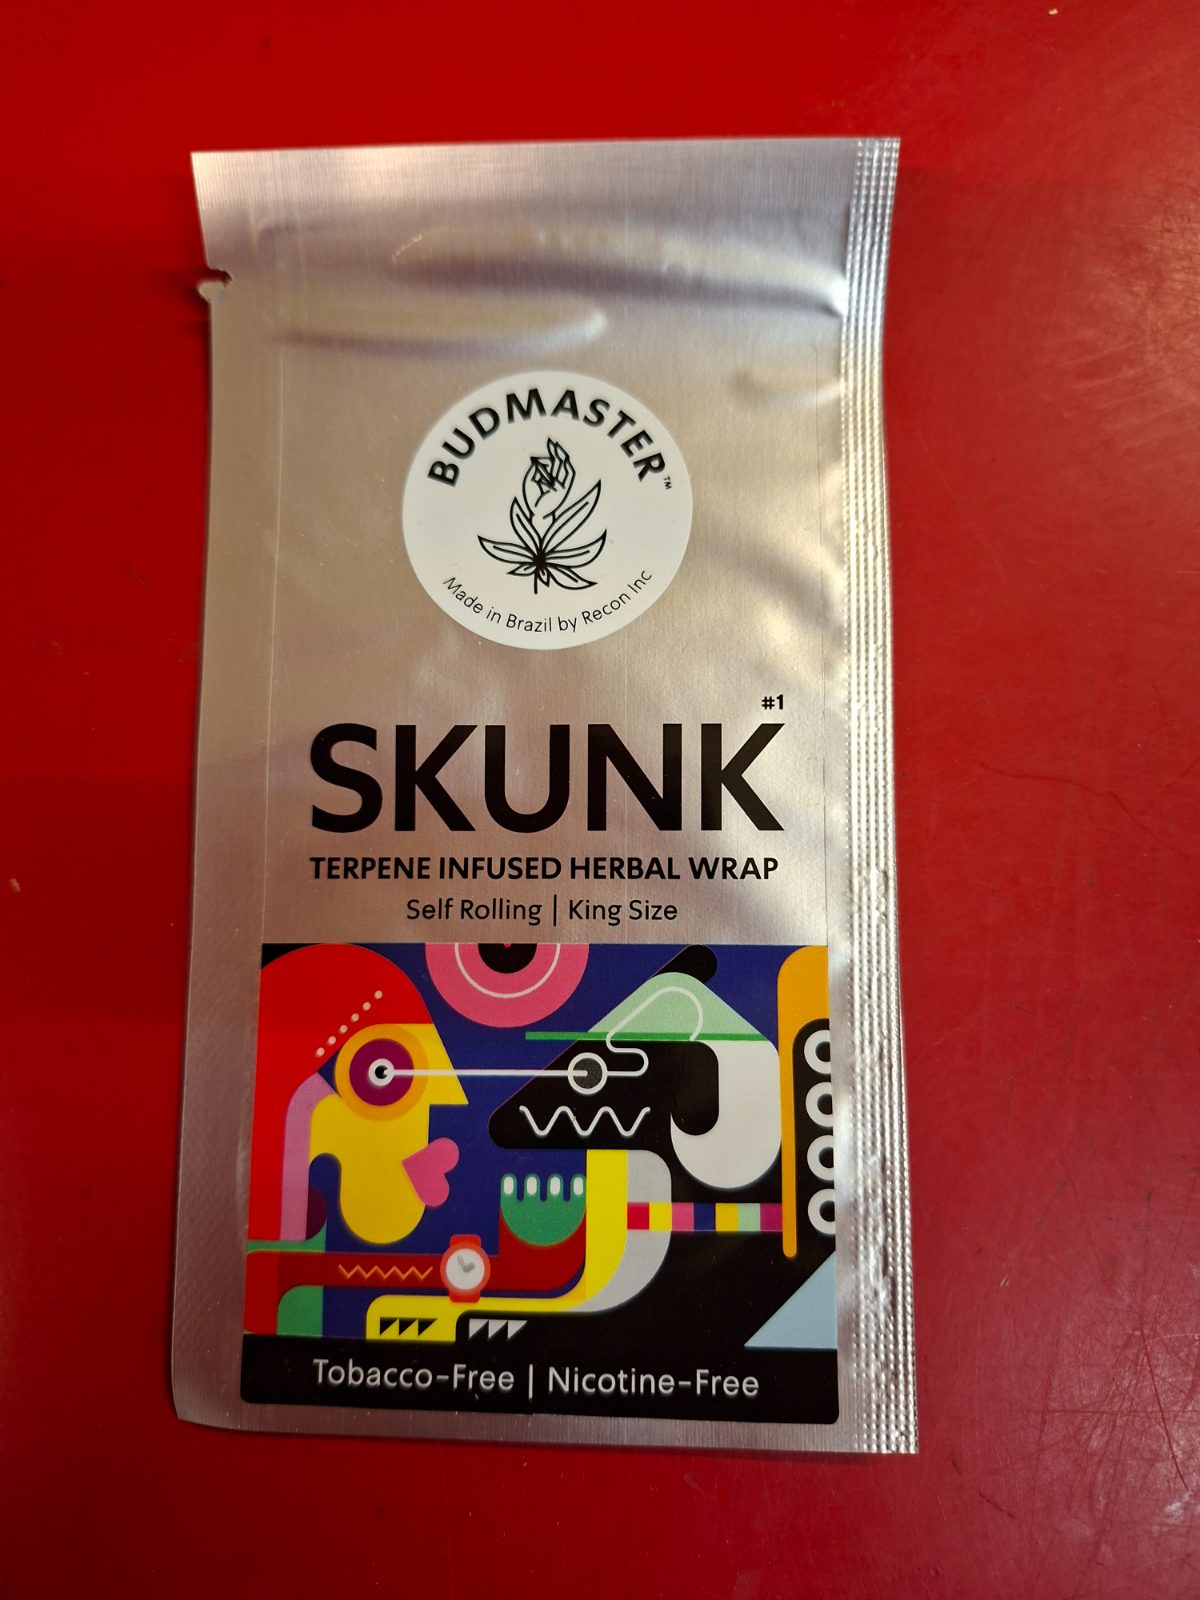 BUDMASTER™
Made in Brazil by Recon Inc
#1
SKUNK
TERPENE INFUSED HERBAL WRAP
Self Rolling | King Size
Tobacco-Free | Nicotine-Free